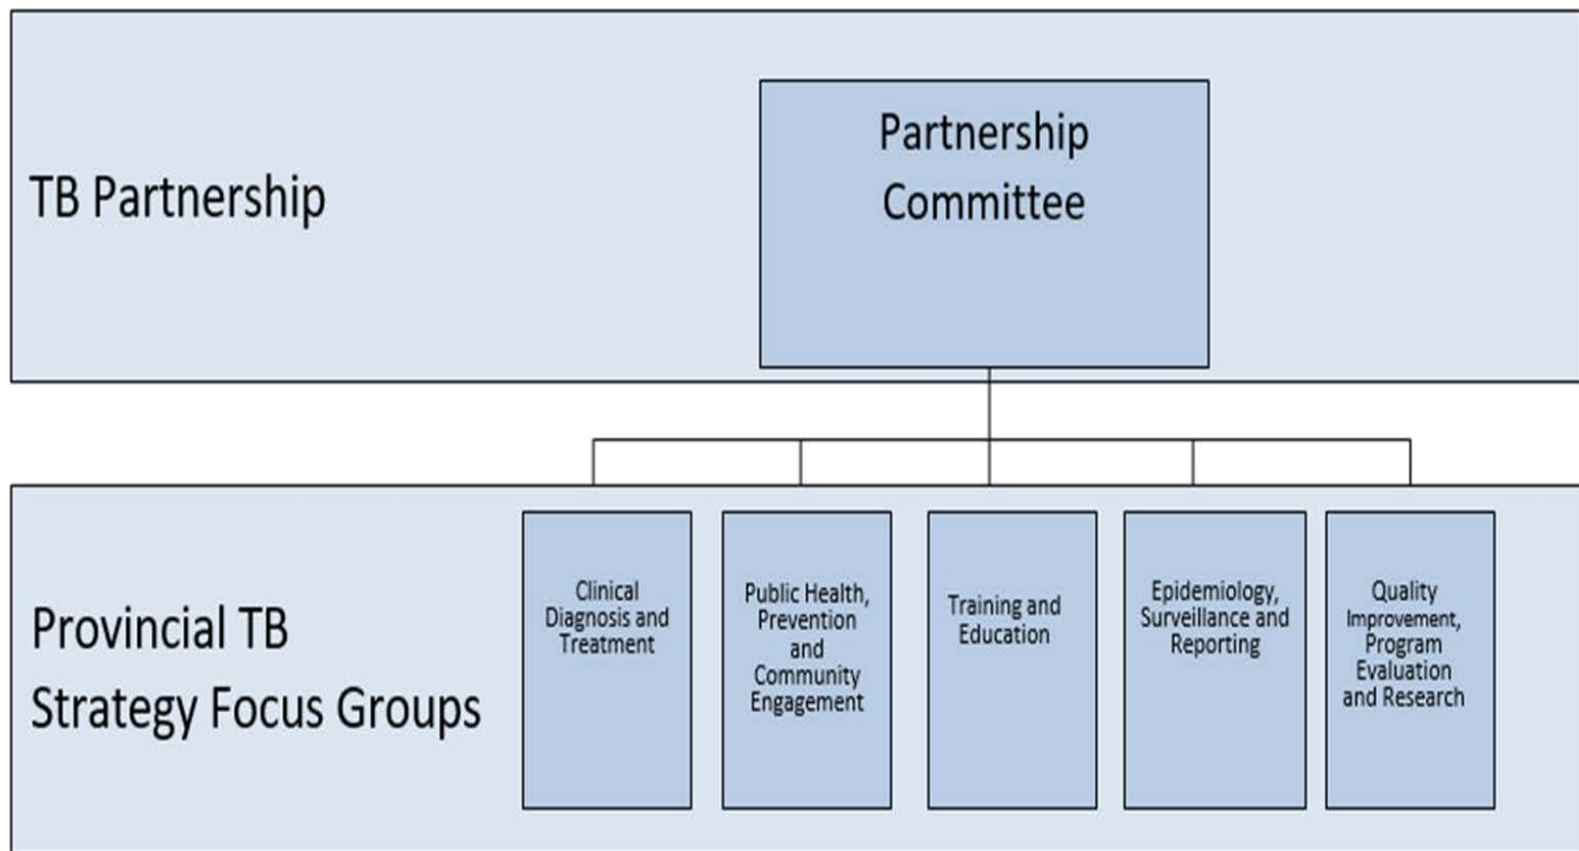 TB Partnership
Partnership
Committee
Provincial TB
Strategy Focus Groups
Clinical
Diagnosis and
Treatment
Public Health,
Prevention
and
Community
Engagement
Training and
Education
Epidemiology,
Surveillance and
Reporting
Quality
Improvement,
Program
Evaluation
and Research